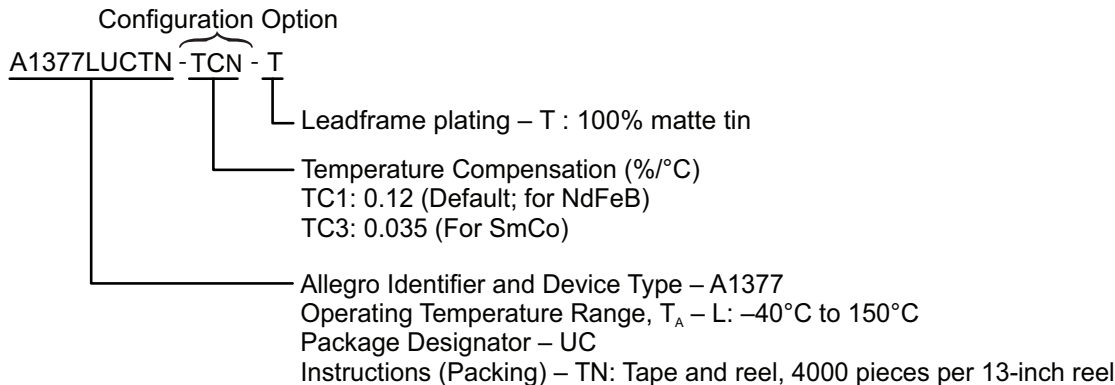 Configuration Option
A1377LUCTN - TCN - T
Leadframe plating – T : 100% matte tin
Temperature Compensation (%/°C)
TC1: 0.12 (Default; for NdFeB)
TC3: 0.035 (For SmCo)
Allegro Identifier and Device Type – A1377
Operating Temperature Range, TA – L: –40°C to 150°C
Package Designator – UC
Instructions (Packing) – TN: Tape and reel, 4000 pieces per 13-inch reel